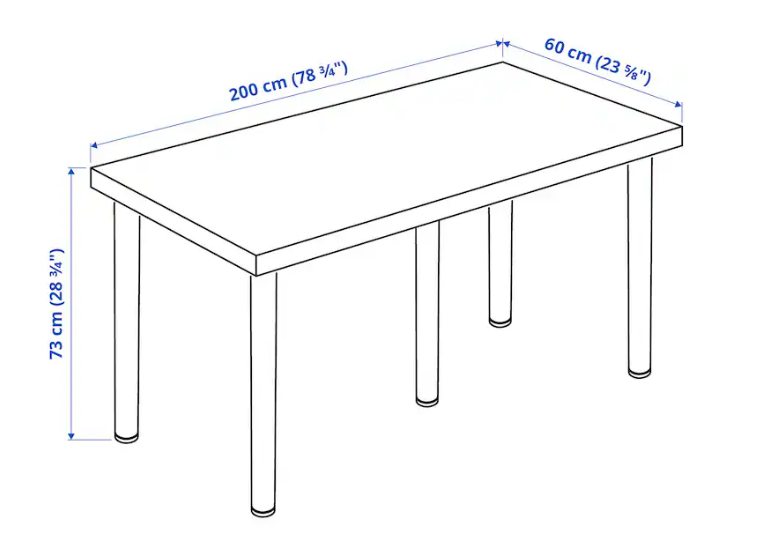 200 cm (78 ¾")
60 cm (23 ⅝")
73 cm (28 ¾")